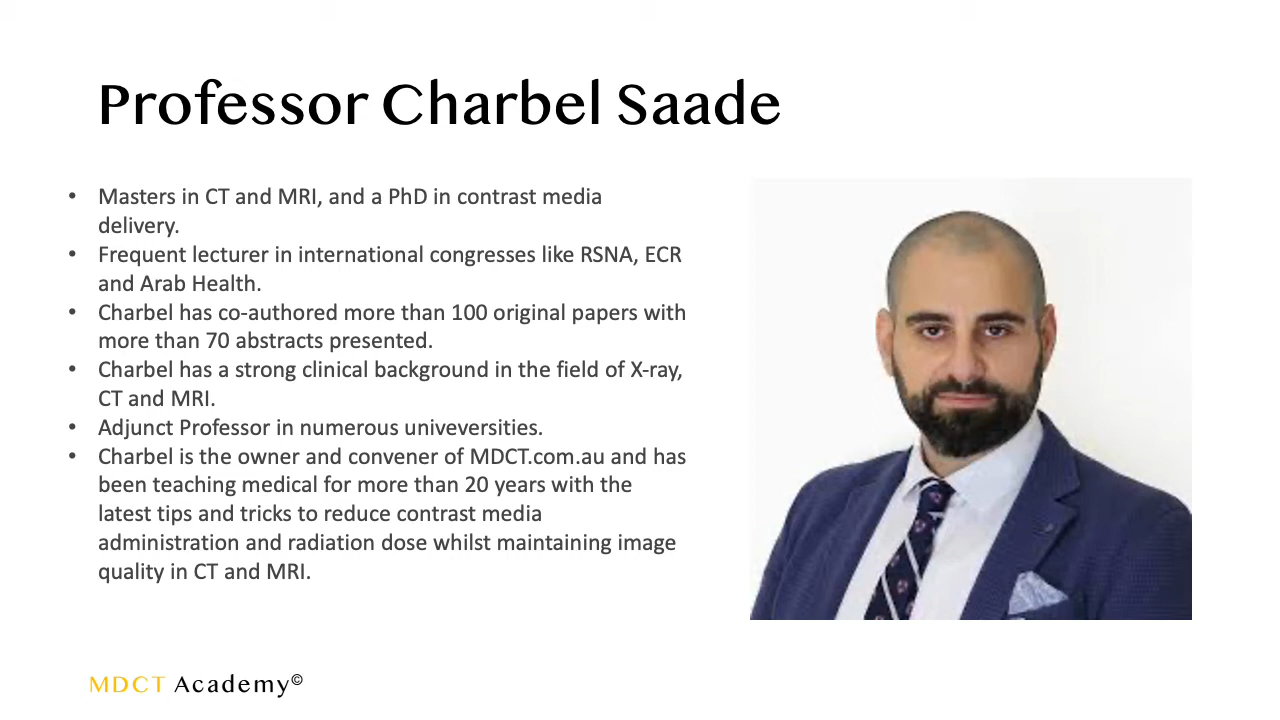 Professor Charbel Saade
• Masters in CT and MRI, and a PhD in contrast media
delivery.
• Frequent lecturer in international congresses like RSNA, ECR
and Arab Health.
• Charbel has co-authored more than 100 original papers with
more than 70 abstracts presented.
• Charbel has a strong clinical background in the field of X-ray,
CT and MRI.
• Adjunct Professor in numerous univeversities.
• Charbel is the owner and convener of MDCT.com.au and has
been teaching medical for more than 20 years with the
latest tips and tricks to reduce contrast media
administration and radiation dose whilst maintaining image
quality in CT and MRI.
MDCT Academy©